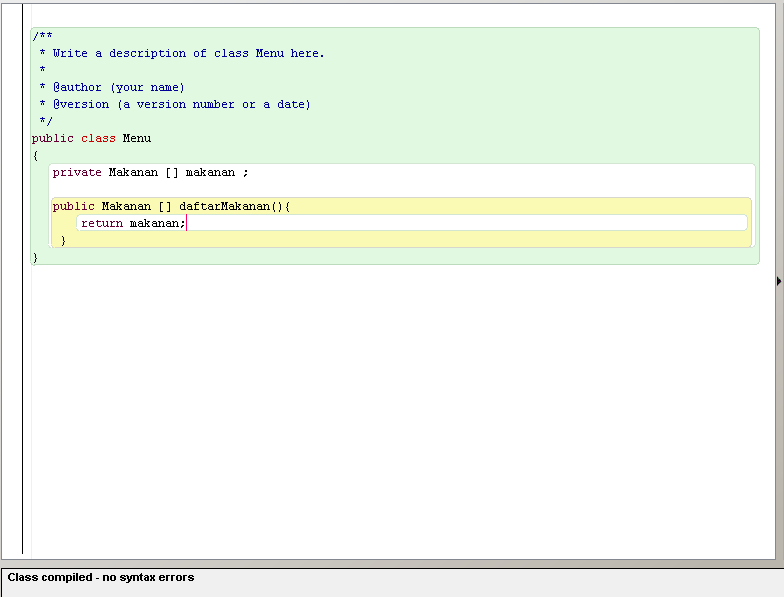 /**
 * Write a description of class Menu here.
 *
 * @author (your name)
 * @version (a version number or a date)
 */
public class Menu
{
private Makanan [] makanan ;
public Makanan [] daftarMakanan(){
return makanan;
}
}
Class compiled - no syntax errors